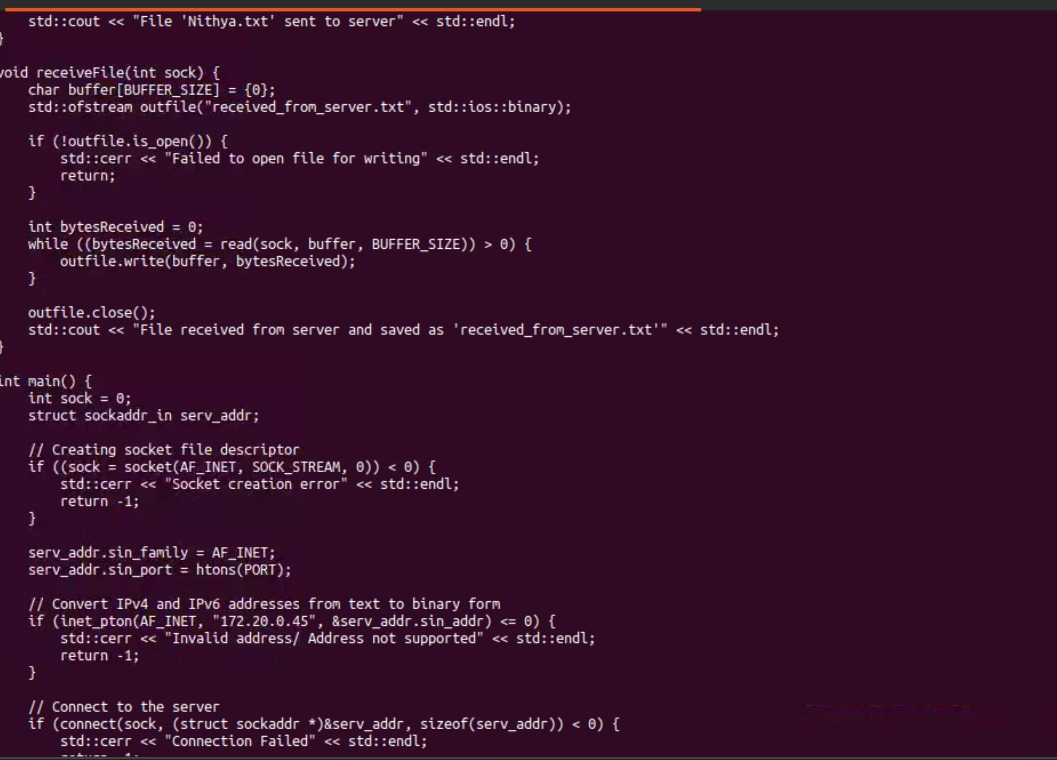 std::cout << "File 'Nithya.txt' sent to server" << std::endl;
}
void receiveFile(int sock) {
    char buffer[BUFFER_SIZE] = {0};
    std::ofstream outfile("received_from_server.txt", std::ios::binary);
    if (!outfile.is_open()) {
        std::cerr << "Failed to open file for writing" << std::endl;
        return;
    }
    int bytesReceived = 0;
    while ((bytesReceived = read(sock, buffer, BUFFER_SIZE)) > 0) {
        outfile.write(buffer, bytesReceived);
    }
    outfile.close();
    std::cout << "File received from server and saved as 'received_from_server.txt'" << std::endl;
}
int main() {
    int sock = 0;
    struct sockaddr_in serv_addr;
    // Creating socket file descriptor
    if ((sock = socket(AF_INET, SOCK_STREAM, 0)) < 0) {
        std::cerr << "Socket creation error" << std::endl;
        return -1;
    }
    serv_addr.sin_family = AF_INET;
    serv_addr.sin_port = htons(PORT);
    // Convert IPv4 and IPv6 addresses from text to binary form
    if (inet_pton(AF_INET, "172.20.0.45", &serv_addr.sin_addr) <= 0) {
        std::cerr << "Invalid address/ Address not supported" << std::endl;
        return -1;
    }
    // Connect to the server
    if (connect(sock, (struct sockaddr *)&serv_addr, sizeof(serv_addr)) < 0) {
        std::cerr << "Connection Failed" << std::endl;